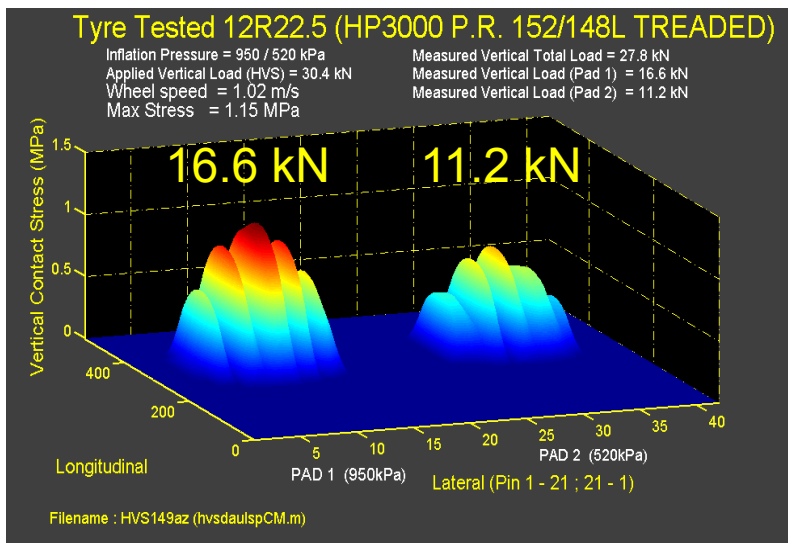 Tyre Tested 12R22.5 (HP3000 P.R. 152/148L TREADED)
Inflation Pressure = 950 / 520 kPa
Applied Vertical Load (HVS) = 30.4 kN
Wheel speed = 1.02 m/s
Max Stress = 1.15 MPa
Measured Vertical Total Load = 27.8 kN
Measured Vertical Load (Pad 1) = 16.6 kN
Measured Vertical Load (Pad 2) = 11.2 kN
16.6 kN
11.2 kN
Vertical Contact Stress (MPa)
1.5
1
0.5
0
400
200
0
5
10
15
20
25
30
35
40
Longitudinal
PAD 1 (950kPa)
PAD 2 (520kPa)
Lateral (Pin 1 - 21 ; 21 - 1)
Filename : HVS149az (hvsdaulspCM.m)